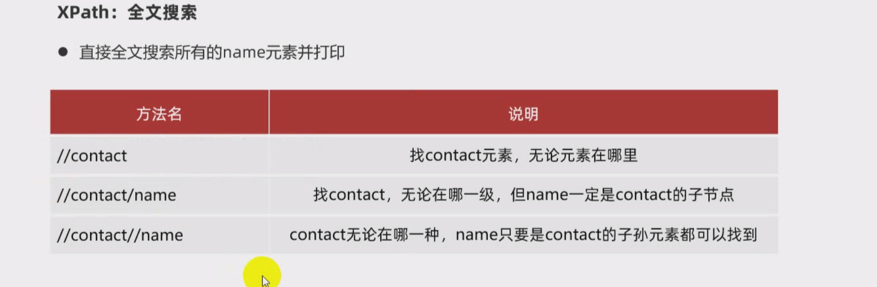 XPath：全文搜索
● 直接全文搜索所有的name元素并打印
方法名 说明
//contact 找contact元素，无论元素在哪里
//contact/name 找contact，无论在哪一级，但name一定是contact的子节点
//contact//name contact无论在哪一种，name只要是contact的子孙元素都可以找到